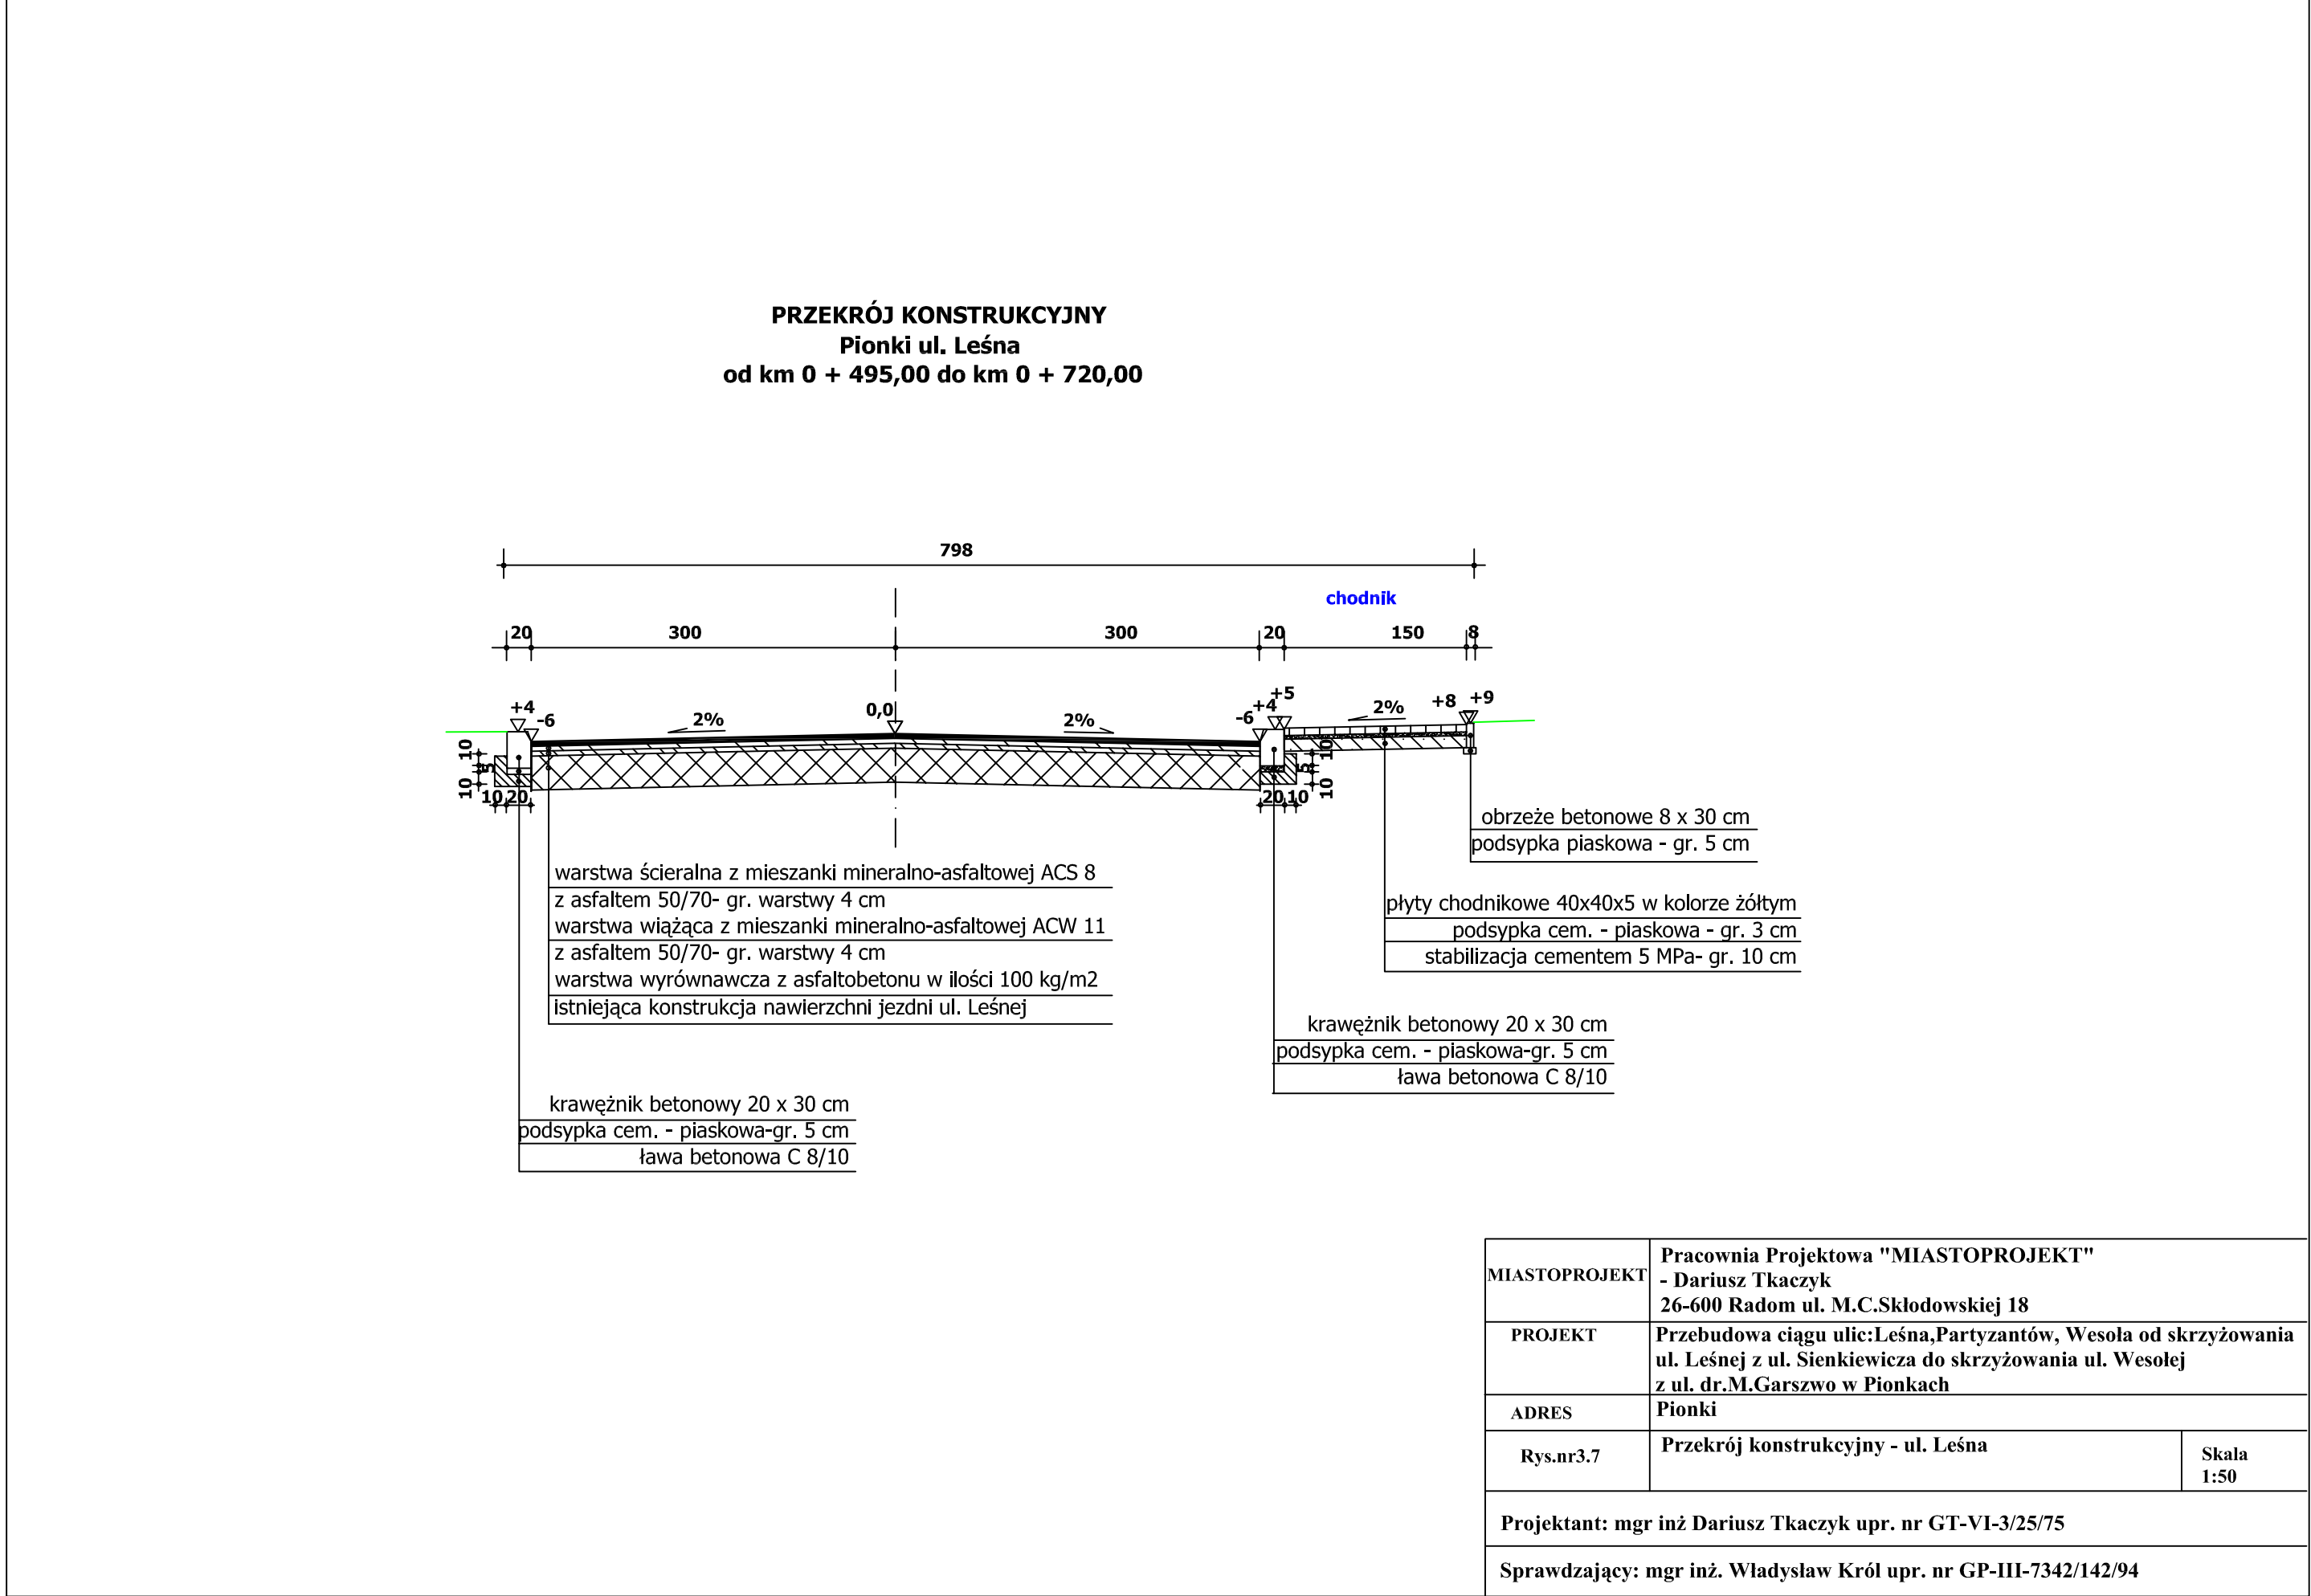 PRZEKRÓJ KONSTRUKCYJNY
Pionki ul. Leśna
od km 0 + 495,00 do km 0 + 720,00
798
chodnik
20 300 300 20 150 8
+4 -6 2% 0,0 2% -6 +4 +5 2% +8 +9
10 5 10
10 20
10 5 10
20 10
obrzeże betonowe 8 x 30 cm
podsypka piaskowa - gr. 5 cm
warstwa ścieralna z mieszanki mineralno-asfaltowej ACS 8
z asfaltem 50/70- gr. warstwy 4 cm
warstwa wiążąca z mieszanki mineralno-asfaltowej ACW 11
z asfaltem 50/70- gr. warstwy 4 cm
warstwa wyrównawcza z asfaltobetonu w ilości 100 kg/m2
istniejąca konstrukcja nawierzchni jezdni ul. Leśnej
płyty chodnikowe 40x40x5 w kolorze żółtym
podsypka cem. - piaskowa - gr. 3 cm
stabilizacja cementem 5 MPa- gr. 10 cm
krawężnik betonowy 20 x 30 cm
podsypka cem. - piaskowa-gr. 5 cm
ława betonowa C 8/10
krawężnik betonowy 20 x 30 cm
podsypka cem. - piaskowa-gr. 5 cm
ława betonowa C 8/10
MIASTOPROJEKT
Pracownia Projektowa "MIASTOPROJEKT"
- Dariusz Tkaczyk
26-600 Radom ul. M.C.Skłodowskiej 18
PROJEKT
Przebudowa ciągu ulic:Leśna,Partyzantów, Wesoła od skrzyżowania
ul. Leśnej z ul. Sienkiewicza do skrzyżowania ul. Wesołej
z ul. dr.M.Garszwo w Pionkach
ADRES
Pionki
Rys.nr3.7
Przekrój konstrukcyjny - ul. Leśna
Skala
1:50
Projektant: mgr inż Dariusz Tkaczyk upr. nr GT-VI-3/25/75
Sprawdzający: mgr inż. Władysław Król upr. nr GP-III-7342/142/94